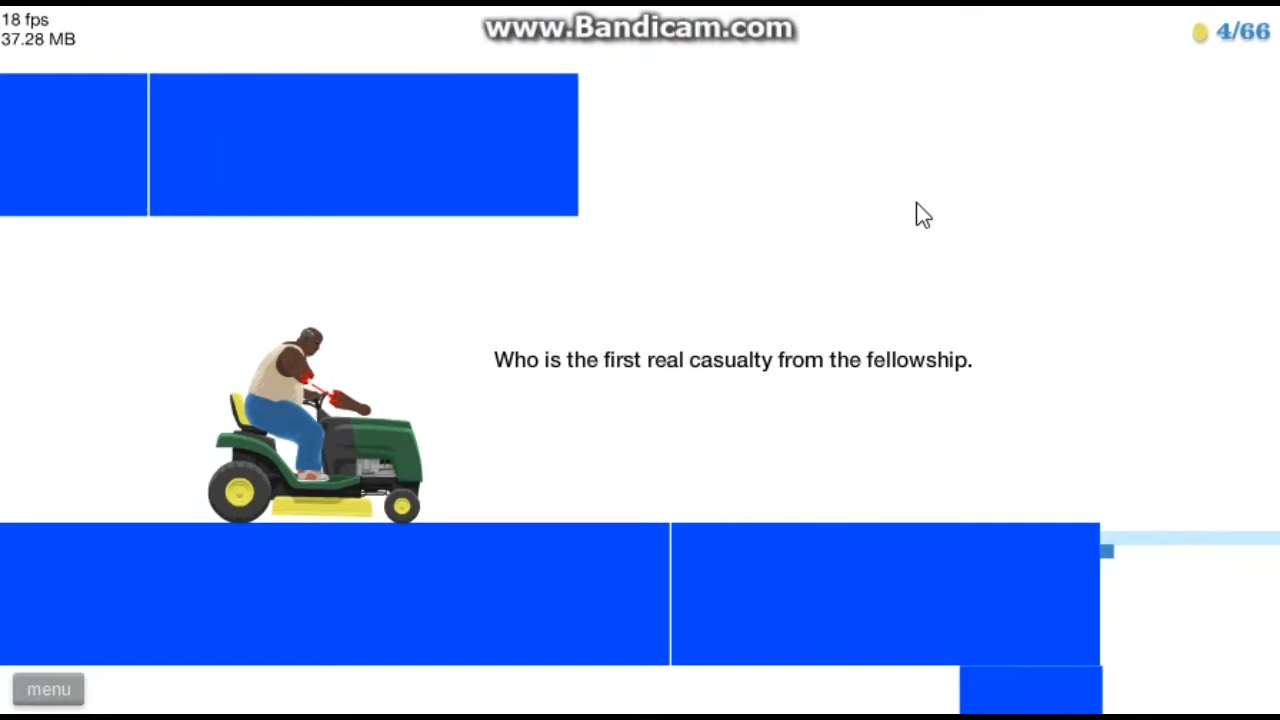 18 fps
37.28 MB
www.Bandicam.com
4/66
Who is the first real casualty from the fellowship.
menu